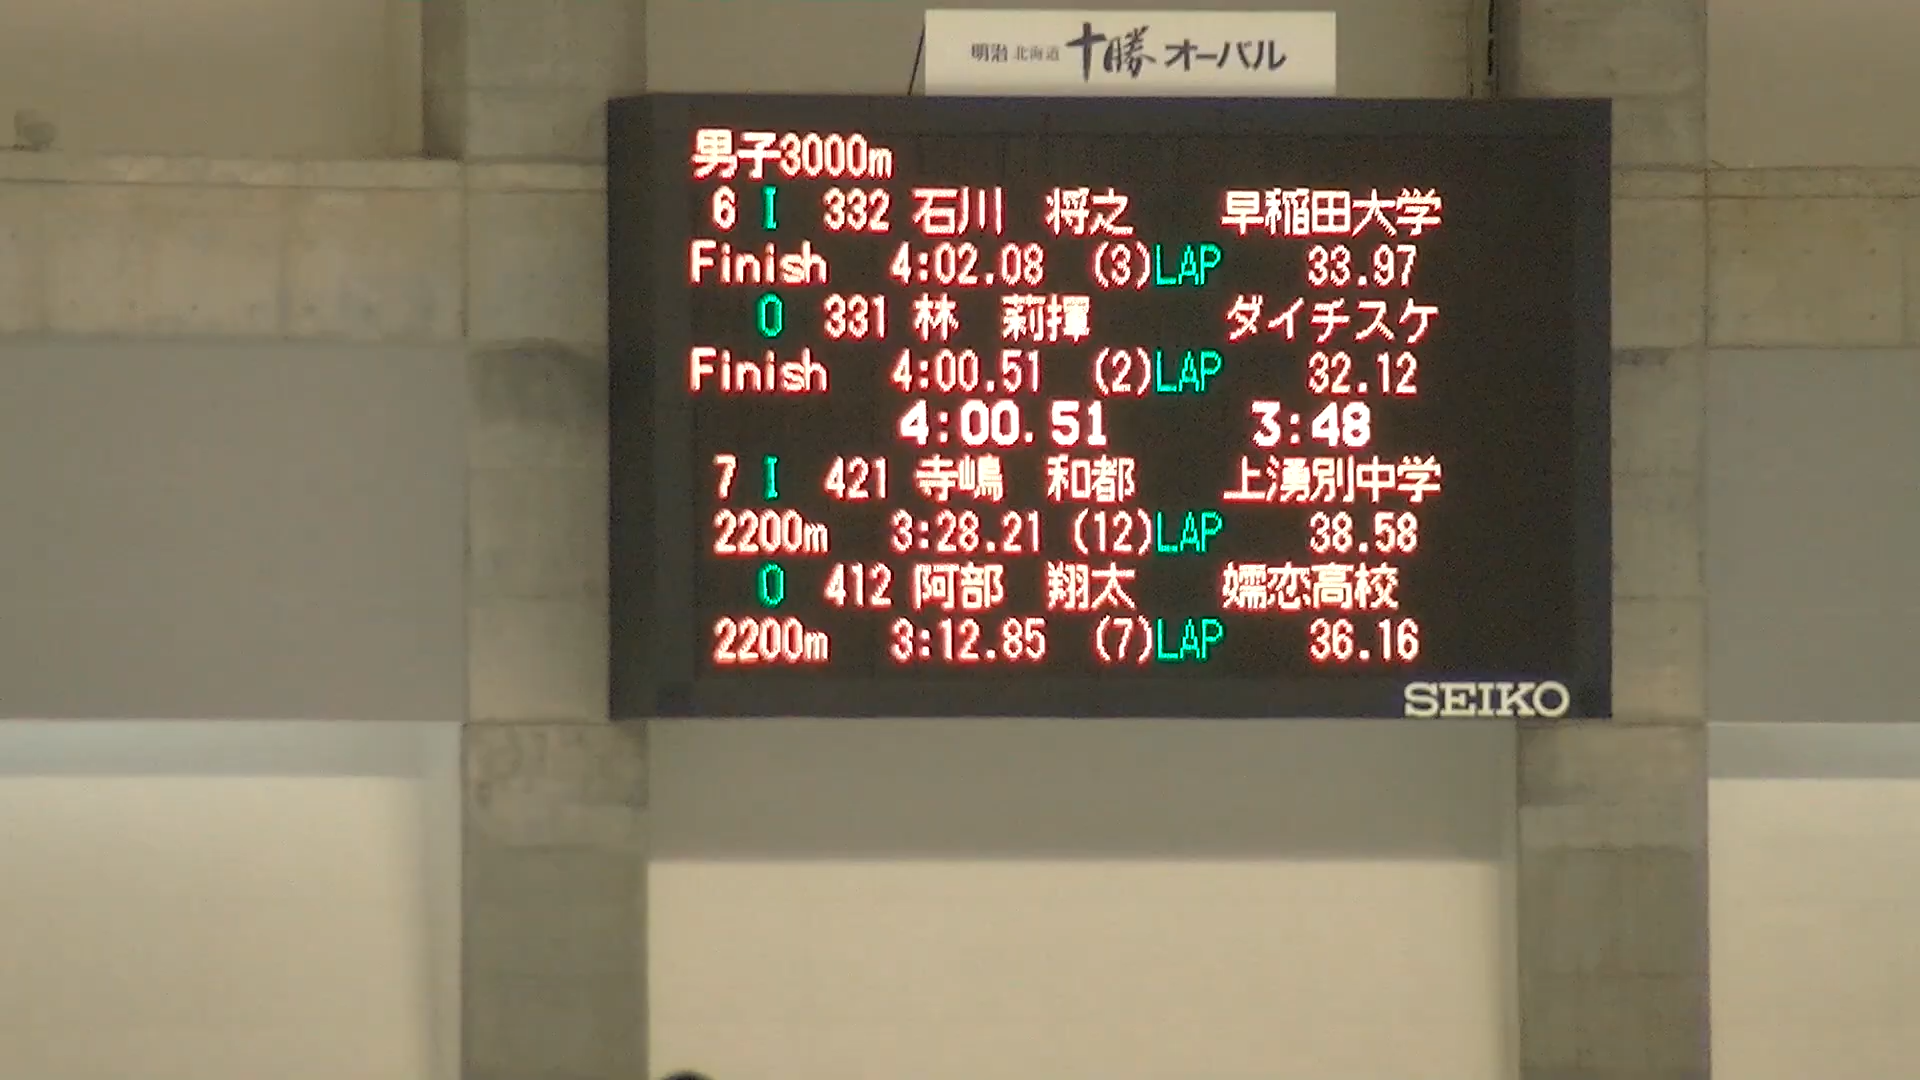 明治 北海道 十勝オーバル
男子3000m
6 I 332 石川 将之 早稲田大学
Finish 4:02.08 (3)LAP 33.97
O 331 林 莉揮 ダイチスケ
Finish 4:00.51 (2)LAP 32.12
4:00.51 3:48
7 I 421 寺嶋 和都 上湧別中学
2200m 3:28.21 (12)LAP 38.58
O 412 阿部 翔太 嬬恋高校
2200m 3:12.85 (7)LAP 36.16
SEIKO